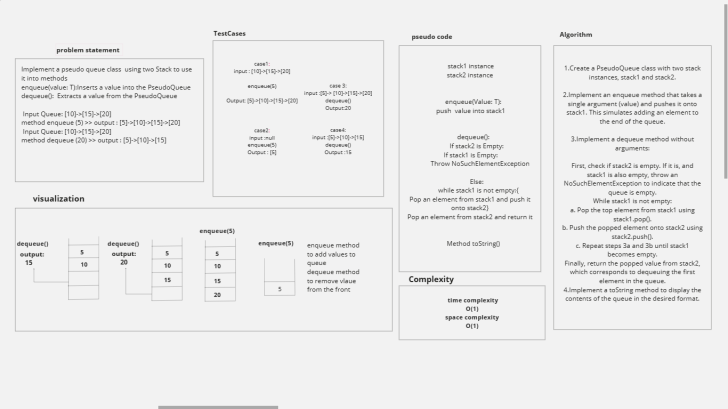 problem statement
Implement a pseudo queue class using two Stack to use
it into methods
enqueue(value: T):Inserts a value into the PseudoQueue
dequeue(): Extracts a value from the PseudoQueue
Input Queue: [10]->[15]->[20]
method enqueue (5) >> output : [5]->[10]->[15]->[20]
Input Queue: [10]->[15]->[20]
method dequeue (20) >> output : [5]->[10]->[15]
TestCases
case1:
input : [10]->[15]->[20]
enqueue(5)
Output: [5]->[10]->[15]->[20]
case 3:
input :[5]-> [10]->[15]->[20]
dequeue()
Output:20
case2:
input :null
enqueue(5)
Output : [5]
case4:
input :[5]->[10]->[15]
dequeue()
Output :15
pseudo code
stack1 instance
stack2 instance
enqueue(Value: T):
push value into stack1
dequeue():
If stack2 is Empty:
If stack1 is Empty:
Throw NoSuchElementException
Else:
while stack1 is not empty:{
Pop an element from stack1 and push it
onto stack2}
Pop an element from stack2 and return it
Method toString()
Algorithm
1.Create a PseudoQueue class with two stack
instances, stack1 and stack2.
2.Implement an enqueue method that takes a
single argument (value) and pushes it onto
stack1. This simulates adding an element to
the end of the queue.
3.Implement a dequeue method without
arguments:
First, check if stack2 is empty. If it is, and
stack1 is also empty, throw an
NoSuchElementException to indicate that the
queue is empty.
While stack1 is not empty:
a. Pop the top element from stack1 using
stack1.pop().
b. Push the popped element onto stack2 using
stack2.push().
c. Repeat steps 3a and 3b until stack1
becomes empty.
Finally, return the popped value from stack2,
which corresponds to dequeuing the first
element in the queue.
4.Implement a toString method to display the
contents of the queue in the desired format.
visualization
dequeue()
output:
15
5
10
dequeue()
output:
20
5
10
15
enqueue(5)
5
10
15
20
enqueue(5)
5
enqueue method
to add values to
queue
dequeue method
to remove vlaue
from the front
Complexity
time complexity
O(1)
space complexity
O(1)